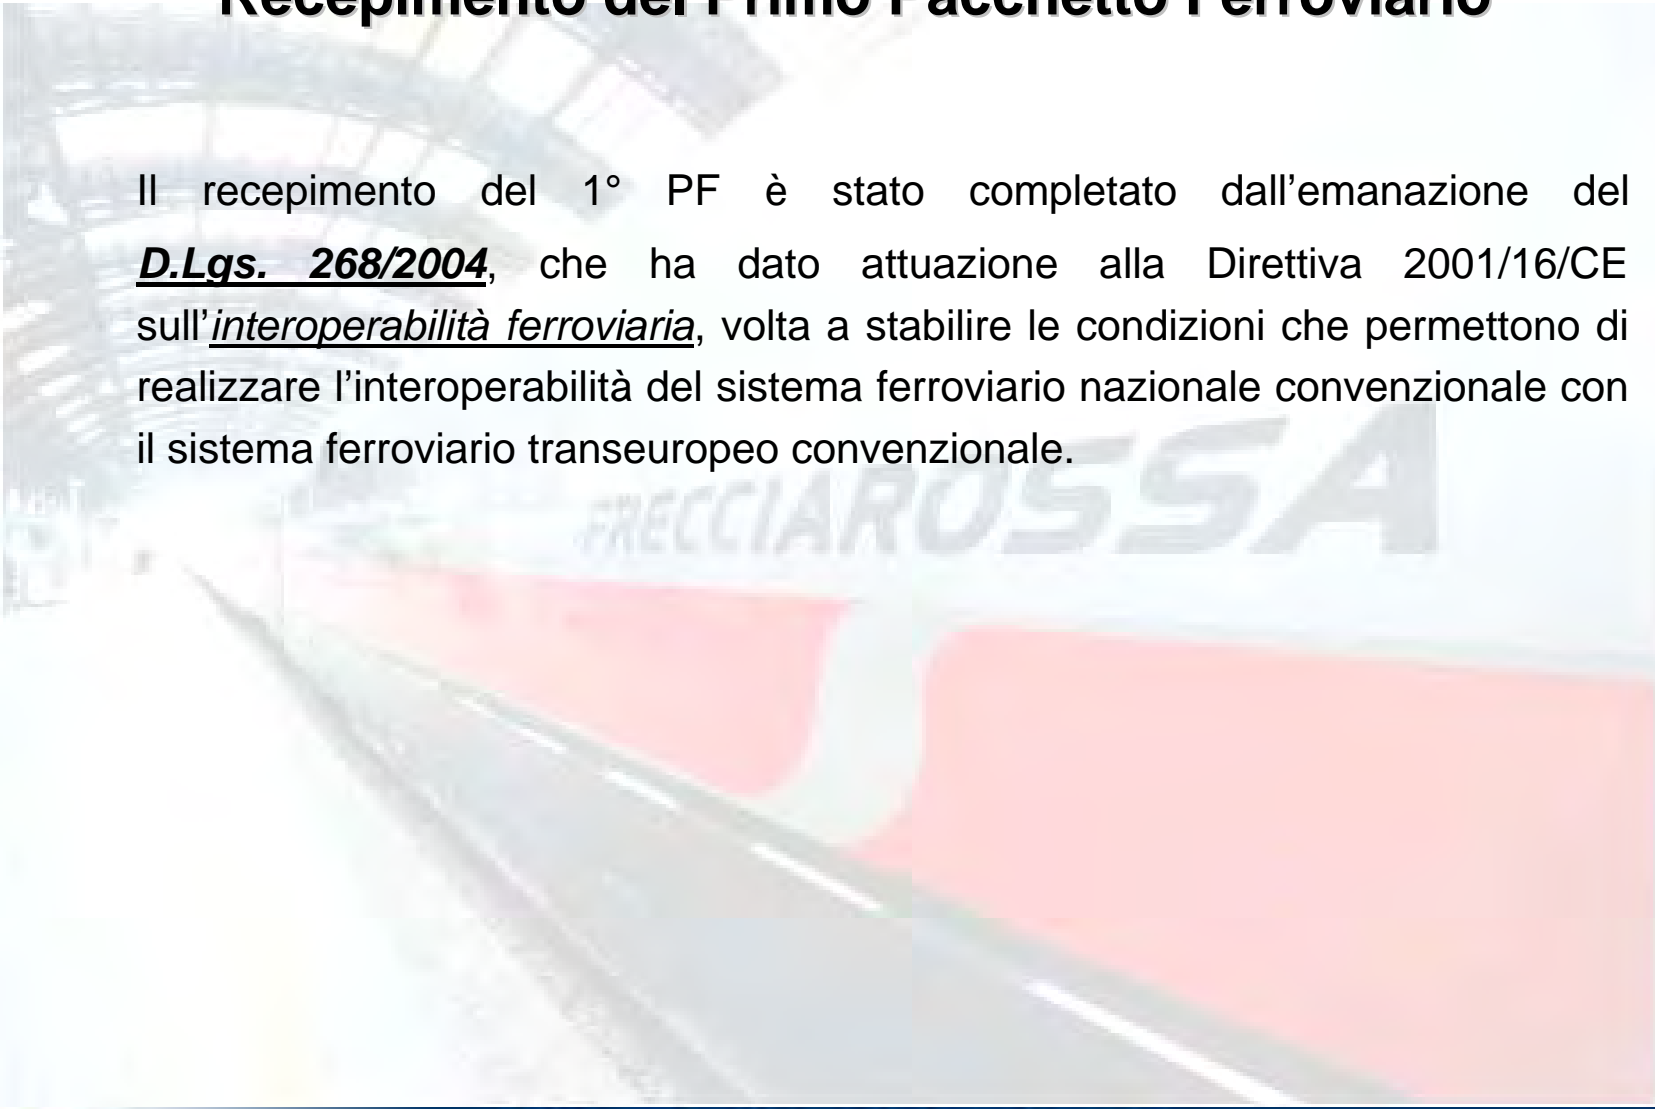 Recepimento del Primo Pacchetto Ferroviario
Il recepimento del 1° PF è stato completato dall’emanazione del
D.Lgs. 268/2004, che ha dato attuazione alla Direttiva 2001/16/CE
sull’interoperabilità ferroviaria, volta a stabilire le condizioni che permettono di
realizzare l’interoperabilità del sistema ferroviario nazionale convenzionale con
il sistema ferroviario transeuropeo convenzionale.
FRECCIAROSSA